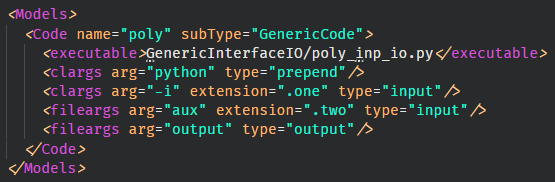 <Models>
<Code name="poly" subType="GenericCode">
<executable>GenericInterfaceIO/poly_inp_io.py</executable>
<clargs arg="python" type="prepend"/>
<clargs arg="-i" extension=".one" type="input"/>
<fileargs arg="aux" extension=".two" type="input"/>
<fileargs arg="output" type="output"/>
</Code>
</Models>